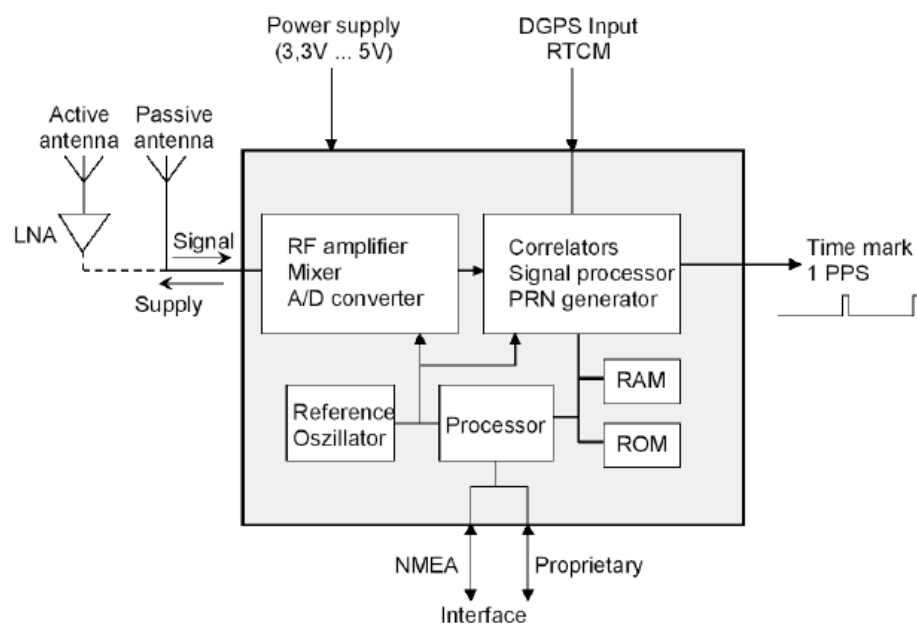 Power supply
(3,3V ... 5V)
DGPS Input
RTCM
Active
antenna
Passive
antenna
LNA
Signal
Supply
RF amplifier
Mixer
A/D converter
Correlators
Signal processor
PRN generator
Time mark
1 PPS
Reference
Oszillator
Processor
RAM
ROM
NMEA
Proprietary
Interface